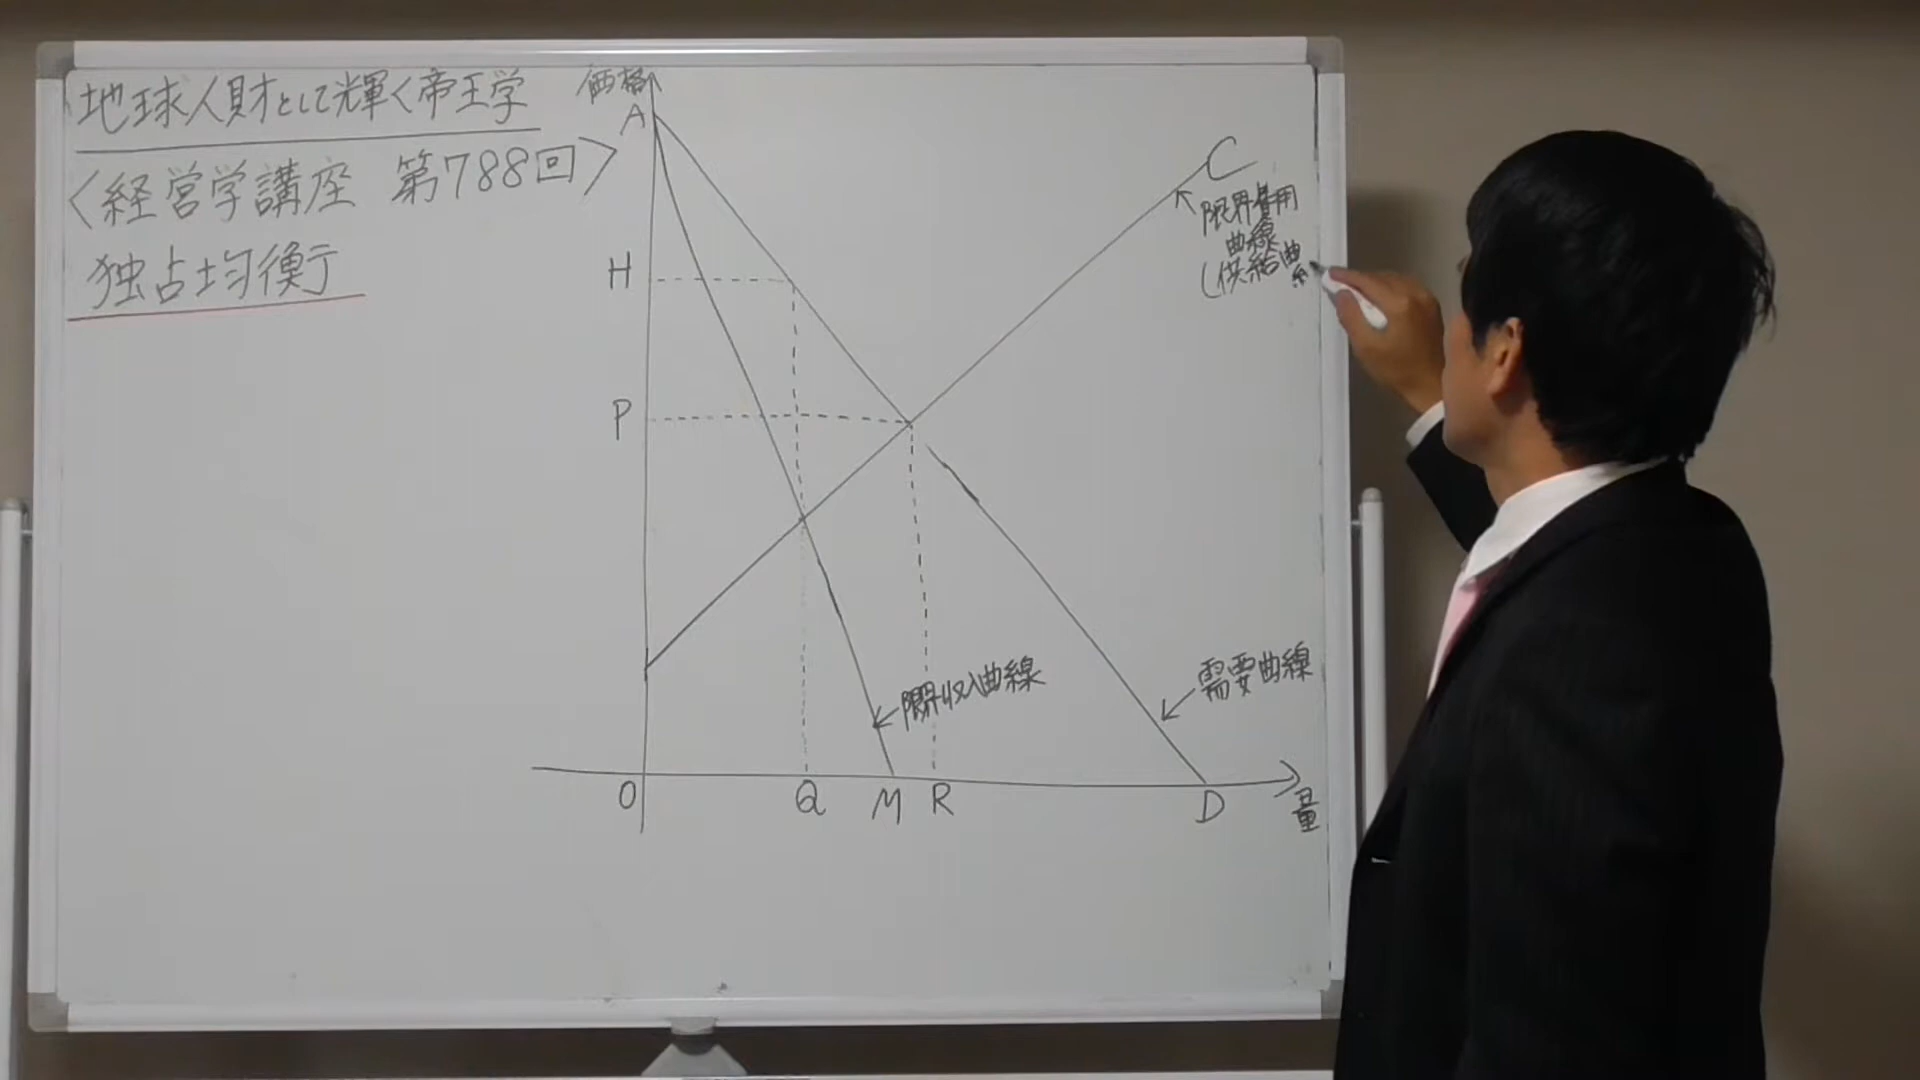 地球人財として輝く帝王学
〈経営学講座 第788回〉
独占均衡
価格
A
H
P
O
Q
M
R
D
量
C
限界費用
曲線
(供給曲
限界収入曲線
需要曲線